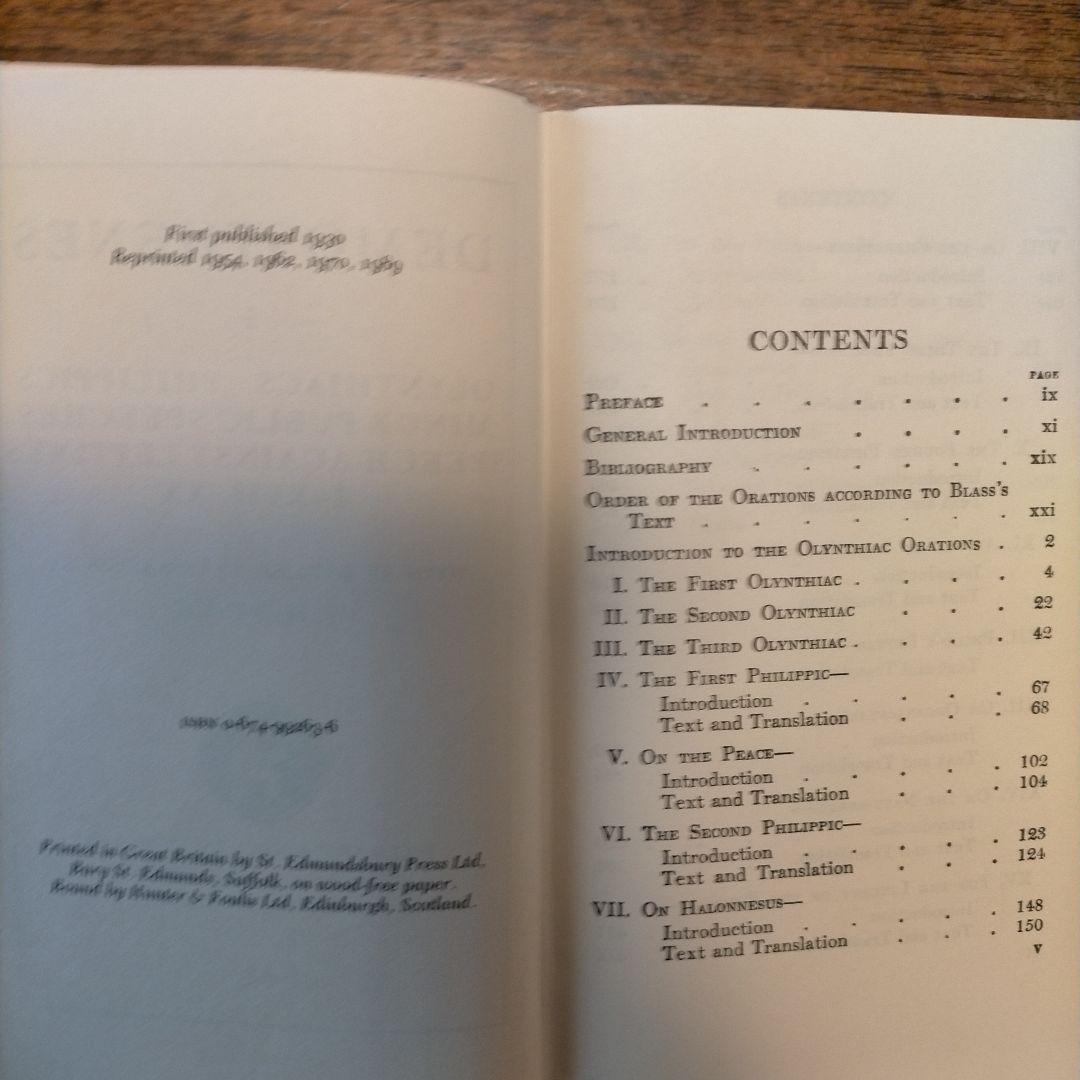 First published 1930
Reprinted 1954, 1962, 1970, 1989
ISBN
Printed in Great Britain by St. Edmundsbury Press Ltd,
Bury St. Edmunds, Suffolk, on wood-free paper.
Bound by Hunter & Foulis Ltd, Edinburgh, Scotland.
CONTENTS
PAGE
PREFACE . . . . . . . ix
GENERAL INTRODUCTION . . . . xi
BIBLIOGRAPHY . . . . . . xix
ORDER OF THE ORATIONS ACCORDING TO BLASS'S
TEXT . . . . . . . xxi
INTRODUCTION TO THE OLYNTHIAC ORATIONS . 2
I. THE FIRST OLYNTHIAC . . . . 4
II. THE SECOND OLYNTHIAC . . . 22
III. THE THIRD OLYNTHIAC . . . . 42
IV. THE FIRST PHILIPPIC—
Introduction . . . . . 67
Text and Translation . . . 68
V. ON THE PEACE—
Introduction . . . . . 102
Text and Translation . . . 104
VI. THE SECOND PHILIPPIC—
Introduction . . . . . 123
Text and Translation . . . 124
VII. ON HALONNESUS—
Introduction . . . . . 148
Text and Translation . . . 150
v